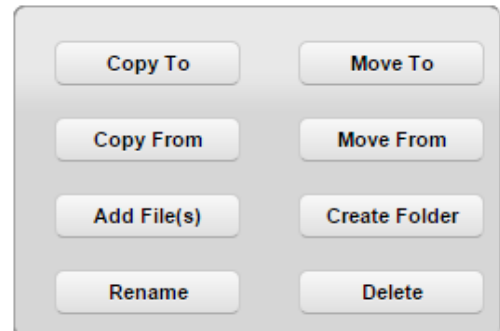 Copy To
Move To
Copy From
Move From
Add File(s)
Create Folder
Rename
Delete